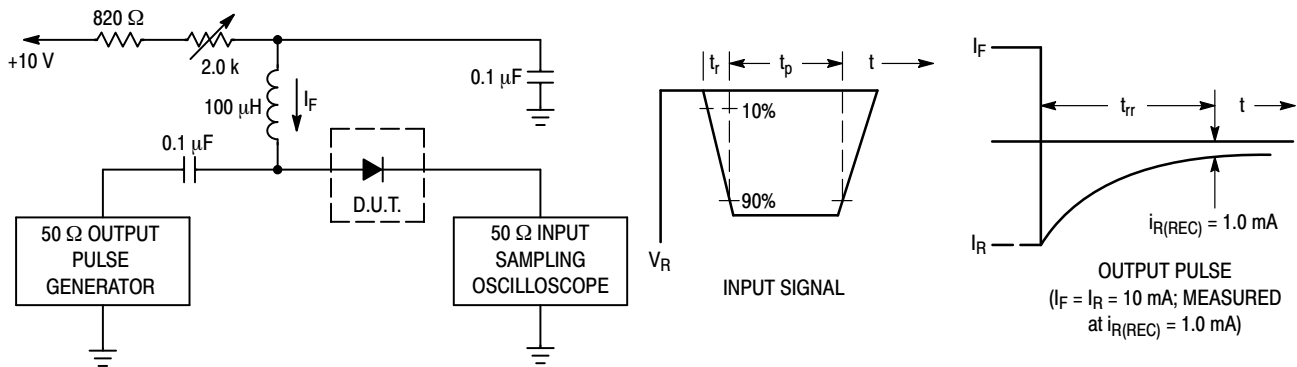 820 Ω
+10 V
2.0 k
100 μH
I_F
0.1 μF
0.1 μF
D.U.T.
50 Ω OUTPUT
PULSE
GENERATOR
50 Ω INPUT
SAMPLING
OSCILLOSCOPE
t_r
t_p
t
10%
90%
V_R
INPUT SIGNAL
I_F
t_rr
t
I_R
i_R(REC) = 1.0 mA
OUTPUT PULSE
(I_F = I_R = 10 mA; MEASURED
at i_R(REC) = 1.0 mA)